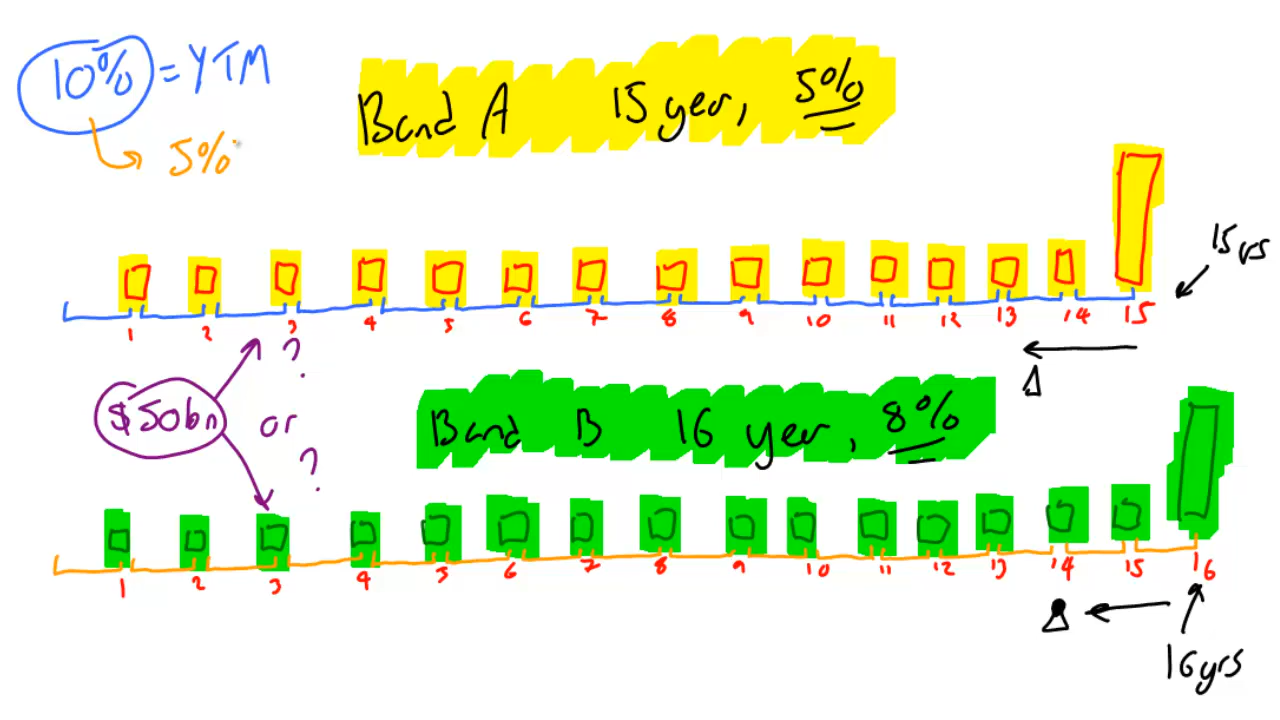 10% = YTM
5%
Bond A 15 year, 5%
15 yrs
1 2 3 4 5 6 7 8 9 10 11 12 13 14 15
?
Δ
$50bn or
?
Bond B 16 year, 8%
1 2 3 4 5 6 7 8 9 10 11 12 13 14 15 16
16yrs